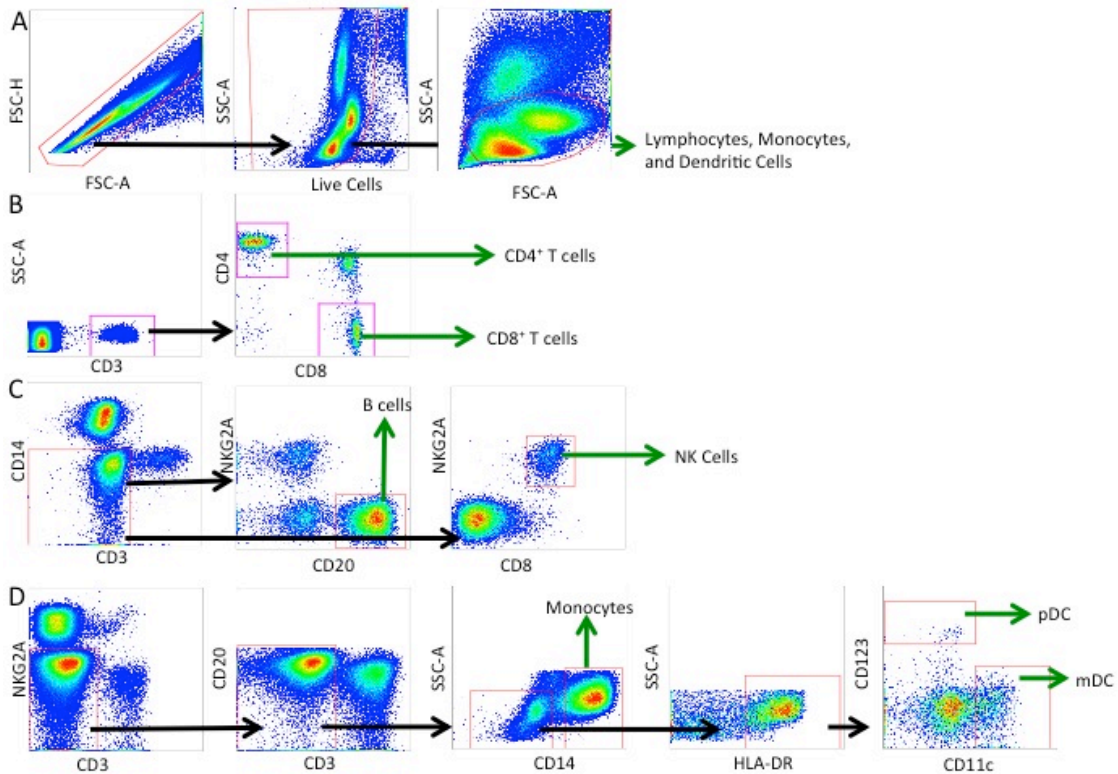 A
FSC-H
FSC-A
SSC-A
Live Cells
SSC-A
FSC-A
Lymphocytes, Monocytes,
and Dendritic Cells
B
SSC-A
CD3
CD4
CD8
CD4⁺ T cells
CD8⁺ T cells
C
CD14
CD3
NKG2A
CD20
B cells
NKG2A
CD8
NK Cells
D
NKG2A
CD3
CD20
CD3
SSC-A
CD14
Monocytes
SSC-A
HLA-DR
CD123
CD11c
pDC
mDC